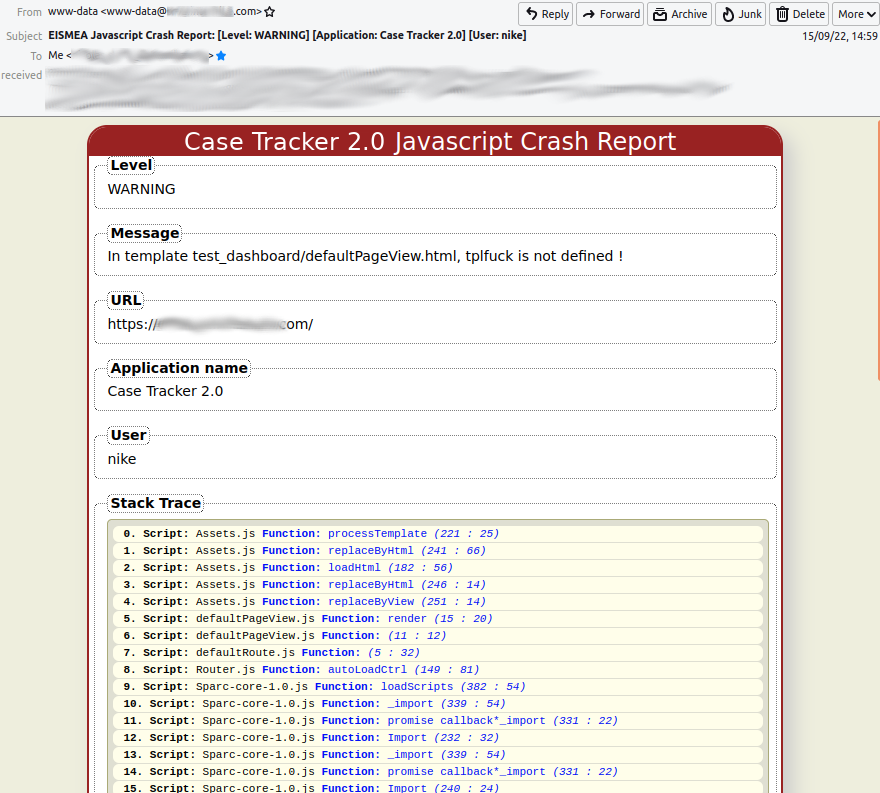 From www-data <www-data@ .com>
Reply Forward Archive Junk Delete More
Subject EISMEA Javascript Crash Report: [Level: WARNING] [Application: Case Tracker 2.0] [User: nike] 15/09/22, 14:59
To Me < >
received
Case Tracker 2.0 Javascript Crash Report
Level
WARNING
Message
In template test_dashboard/defaultPageView.html, tplfuck is not defined !
URL
https:// com/
Application name
Case Tracker 2.0
User
nike
Stack Trace
0. Script: Assets.js Function: processTemplate (221 : 25)
1. Script: Assets.js Function: replaceByHtml (241 : 66)
2. Script: Assets.js Function: loadHtml (182 : 56)
3. Script: Assets.js Function: replaceByHtml (246 : 14)
4. Script: Assets.js Function: replaceByView (251 : 14)
5. Script: defaultPageView.js Function: render (15 : 20)
6. Script: defaultPageView.js Function: (11 : 12)
7. Script: defaultRoute.js Function: (5 : 32)
8. Script: Router.js Function: autoLoadCtrl (149 : 81)
9. Script: Sparc-core-1.0.js Function: loadScripts (382 : 54)
10. Script: Sparc-core-1.0.js Function: _import (339 : 54)
11. Script: Sparc-core-1.0.js Function: promise callback*_import (331 : 22)
12. Script: Sparc-core-1.0.js Function: Import (232 : 32)
13. Script: Sparc-core-1.0.js Function: _import (339 : 54)
14. Script: Sparc-core-1.0.js Function: promise callback*_import (331 : 22)
15. Script: Sparc-core-1.0.js Function: Import (240 : 24)